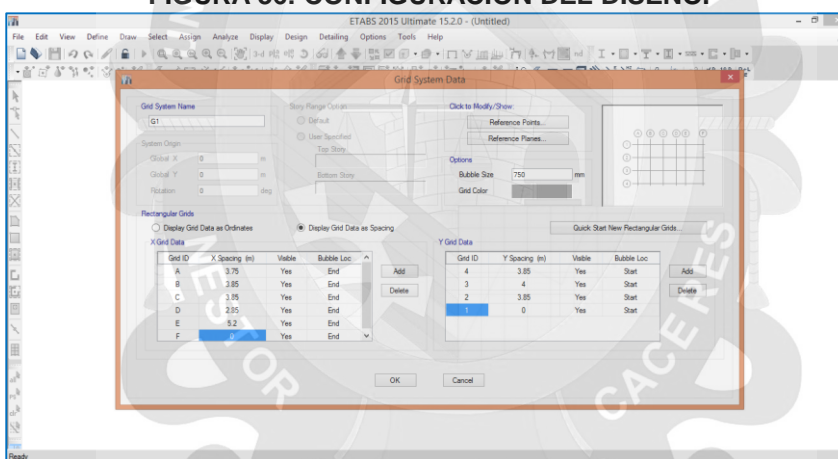 FIGURA 60. CONFIGURACION DEL DISEÑO.
ETABS 2015 Ultimate 15.2.0 - (Untitled)
File Edit View Define Draw Select Assign Analyze Display Design Detailing Options Tools Help
Grid System Data
Grid System Name
G1
System Origin
Global X 0 m
Global Y 0 m
Rotation 0 deg
Story Range Option
Default
User Specified
Top Story
Bottom Story
Click to Modify/Show:
Reference Points...
Reference Planes...
Options
Bubble Size 750 mm
Grid Color
Rectangular Grids
Display Grid Data as Ordinates
Display Grid Data as Spacing
Quick Start New Rectangular Grids...
X Grid Data
Grid ID X Spacing (m) Visible Bubble Loc
A 3.75 Yes End
B 3.85 Yes End
C 3.85 Yes End
D 2.85 Yes End
E 5.2 Yes End
F 0 Yes End
Add
Delete
Y Grid Data
Grid ID Y Spacing (m) Visible Bubble Loc
4 3.85 Yes Start
3 4 Yes Start
2 3.85 Yes Start
1 0 Yes Start
Add
Delete
OK Cancel
Ready
NESTOR CACERES